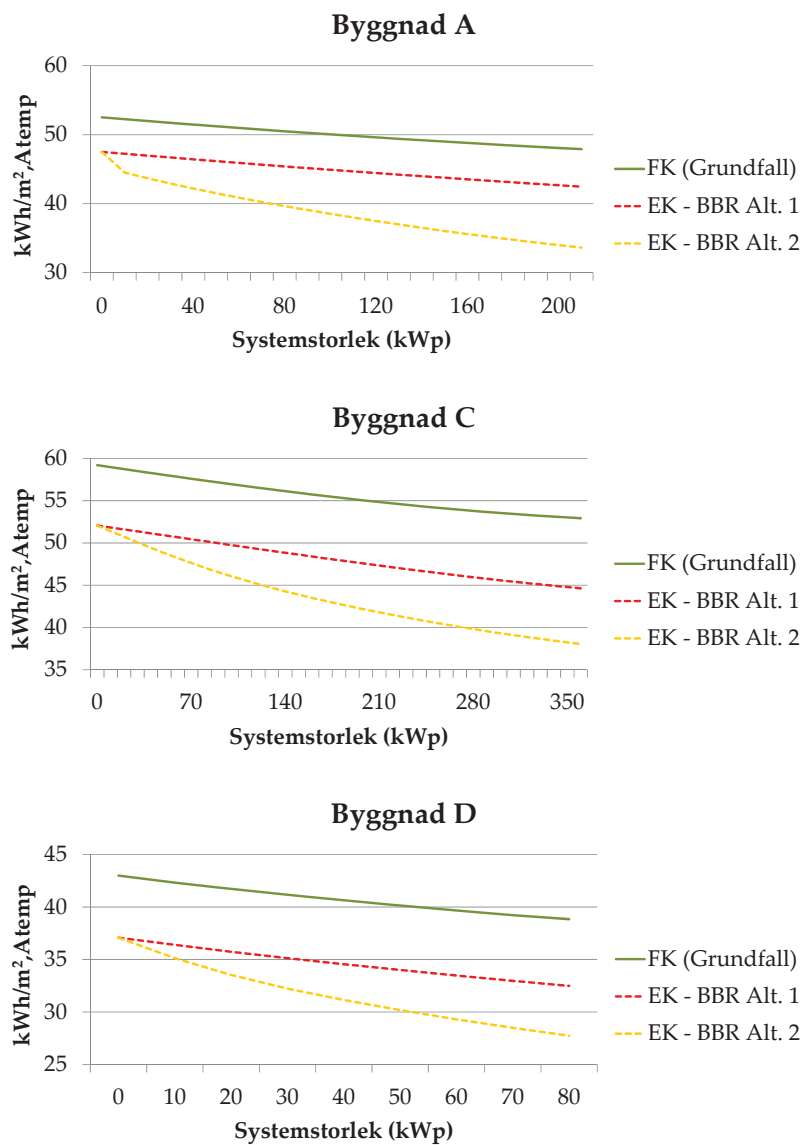 Byggnad A
kWh/m²,Atemp
60
50
40
30
0 40 80 120 160 200
Systemstorlek (kWp)
FK (Grundfall)
EK - BBR Alt. 1
EK - BBR Alt. 2
Byggnad C
kWh/m²,Atemp
60
55
50
45
40
35
0 70 140 210 280 350
Systemstorlek (kWp)
FK (Grundfall)
EK - BBR Alt. 1
EK - BBR Alt. 2
Byggnad D
kWh/m²,Atemp
45
40
35
30
25
0 10 20 30 40 50 60 70 80
Systemstorlek (kWp)
FK (Grundfall)
EK - BBR Alt. 1
EK - BBR Alt. 2